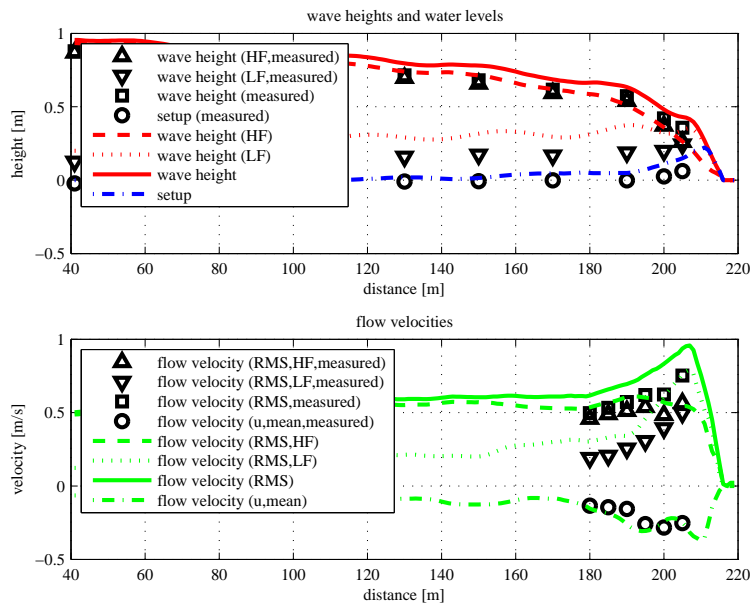 wave heights and water levels
1
0.5
0
−0.5
height [m]
wave height (HF,measured)
wave height (LF,measured)
wave height (measured)
setup (measured)
wave height (HF)
wave height (LF)
wave height
setup
40 60 80 100 120 140 160 180 200 220
distance [m]
flow velocities
1
0.5
0
−0.5
velocity [m/s]
flow velocity (RMS,HF,measured)
flow velocity (RMS,LF,measured)
flow velocity (RMS,measured)
flow velocity (u,mean,measured)
flow velocity (RMS,HF)
flow velocity (RMS,LF)
flow velocity (RMS)
flow velocity (u,mean)
40 60 80 100 120 140 160 180 200 220
distance [m]